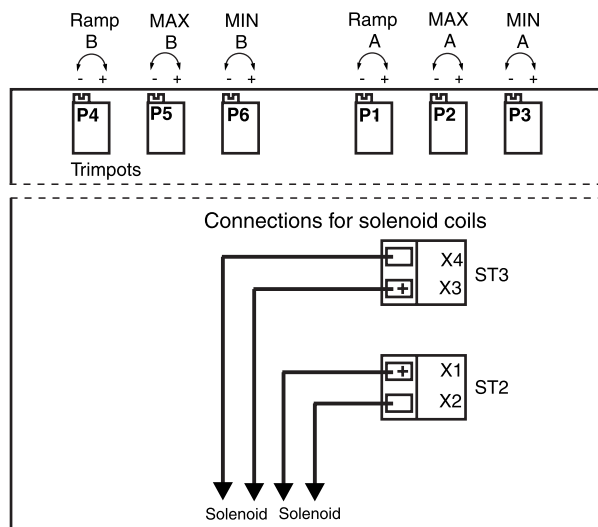 Ramp MAX MIN Ramp MAX MIN
B B B A A A
- + - + - + - + - + - +
P4 P5 P6 P1 P2 P3
Trimpots
Connections for solenoid coils
X4
ST3
+ X3
+ X1
ST2
X2
Solenoid Solenoid